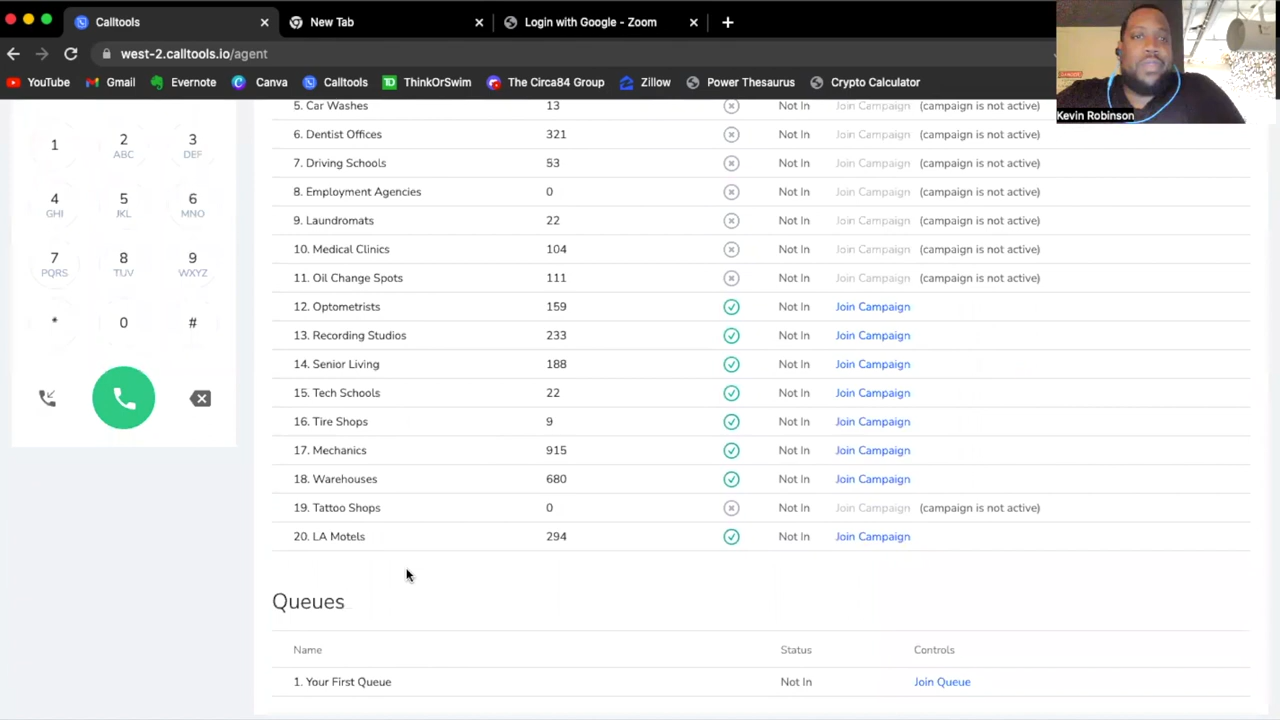 Calltools
New Tab
Login with Google - Zoom
west-2.calltools.io/agent
YouTube Gmail Evernote Canva Calltools ThinkOrSwim The Circa84 Group Zillow Power Thesaurus Crypto Calculator
Kevin Robinson
1
2 ABC
3 DEF
4 GHI
5 JKL
6 MNO
7 PQRS
8 TUV
9 WXYZ
*
0
#
5. Car Washes 13 Not In Join Campaign (campaign is not active)
6. Dentist Offices 321 Not In Join Campaign (campaign is not active)
7. Driving Schools 53 Not In Join Campaign (campaign is not active)
8. Employment Agencies 0 Not In Join Campaign (campaign is not active)
9. Laundromats 22 Not In Join Campaign (campaign is not active)
10. Medical Clinics 104 Not In Join Campaign (campaign is not active)
11. Oil Change Spots 111 Not In Join Campaign (campaign is not active)
12. Optometrists 159 Not In Join Campaign
13. Recording Studios 233 Not In Join Campaign
14. Senior Living 188 Not In Join Campaign
15. Tech Schools 22 Not In Join Campaign
16. Tire Shops 9 Not In Join Campaign
17. Mechanics 915 Not In Join Campaign
18. Warehouses 680 Not In Join Campaign
19. Tattoo Shops 0 Not In Join Campaign (campaign is not active)
20. LA Motels 294 Not In Join Campaign
Queues
Name Status Controls
1. Your First Queue Not In Join Queue